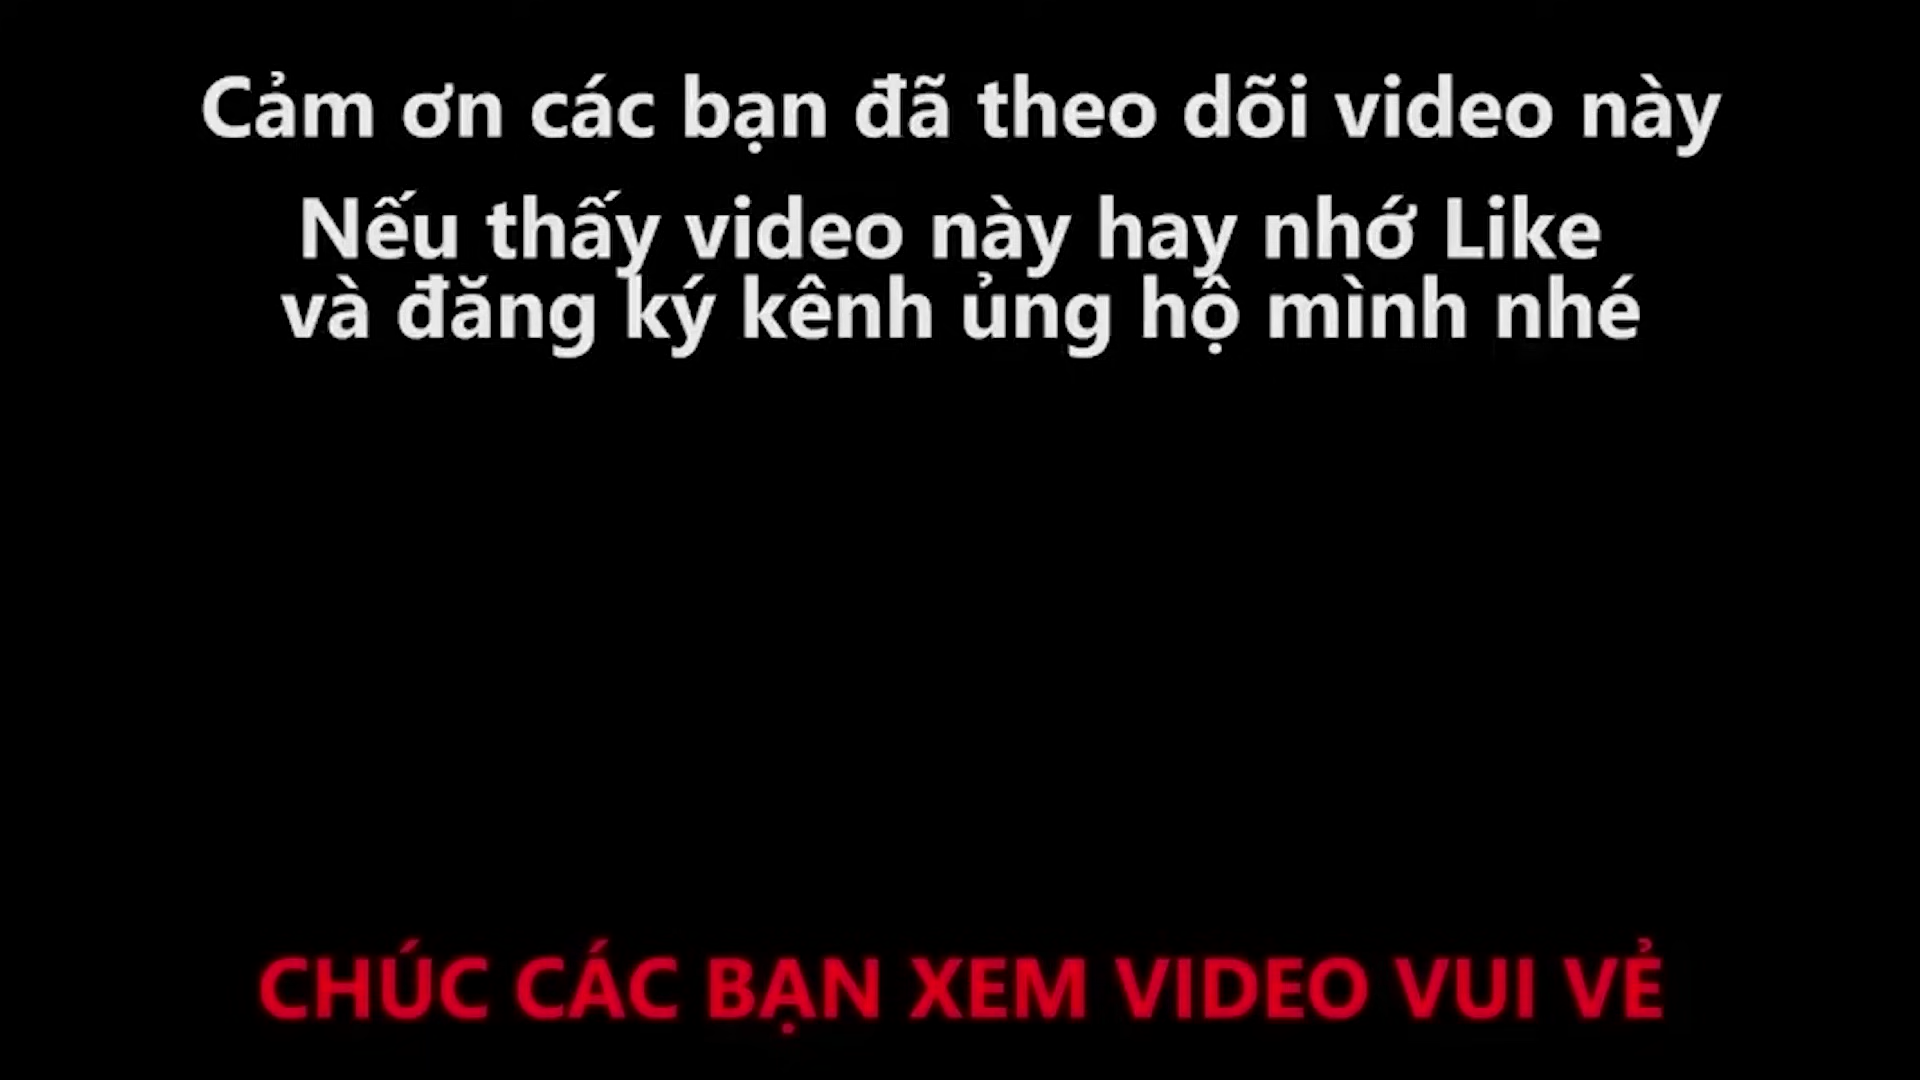 Cảm ơn các bạn đã theo dõi video này
Nếu thấy video này hay nhớ Like
và đăng ký kênh ủng hộ mình nhé
CHÚC CÁC BẠN XEM VIDEO VUI VẺ